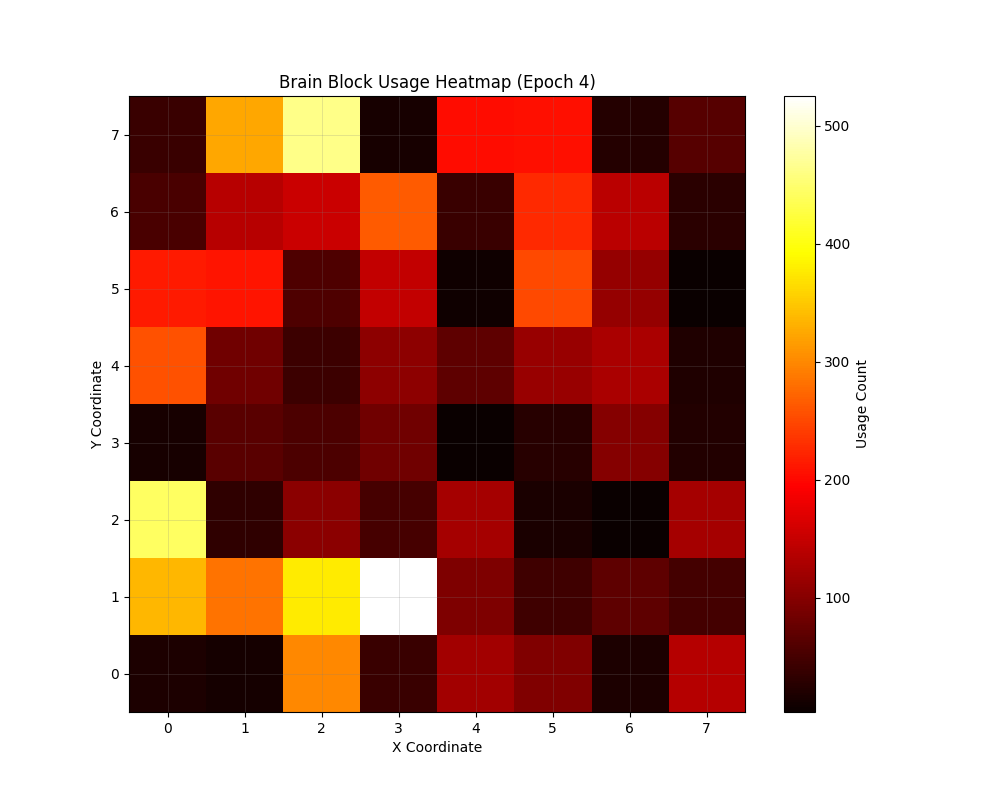 Brain Block Usage Heatmap (Epoch 4)
7
6
5
4
3
2
1
0
Y Coordinate
0 1 2 3 4 5 6 7
X Coordinate
500
400
300
200
100
Usage Count